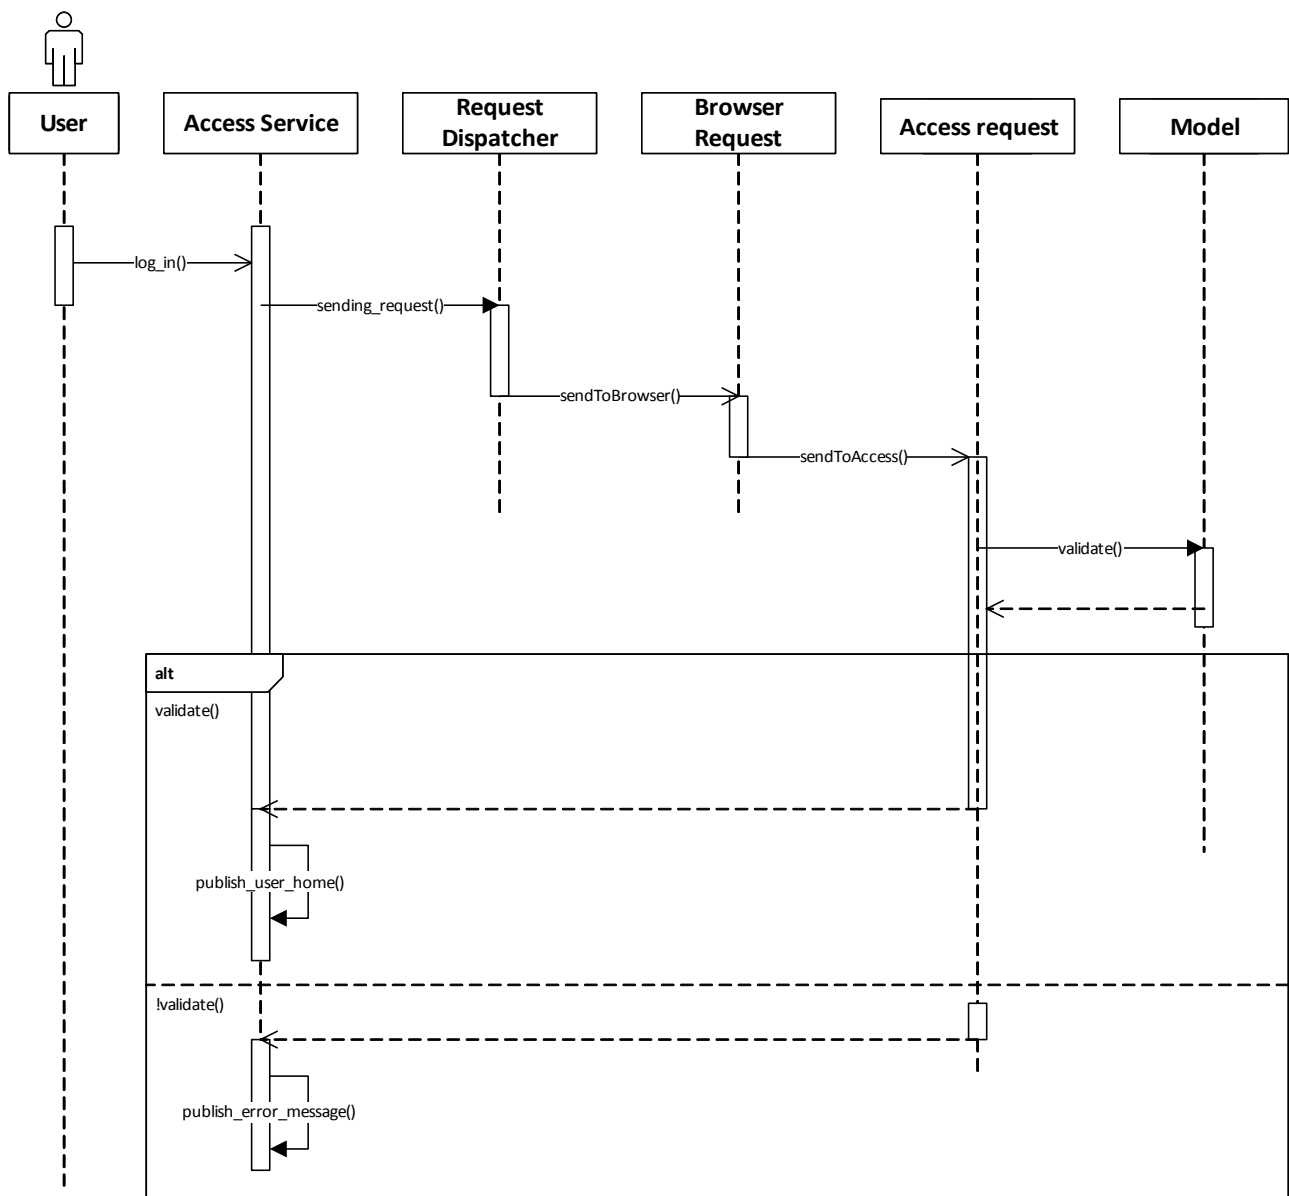 User
Access Service
Request
Dispatcher
Browser
Request
Access request
Model
log_in()
sending_request()
sendToBrowser()
sendToAccess()
validate()
alt
validate()
publish_user_home()
!validate()
publish_error_message()